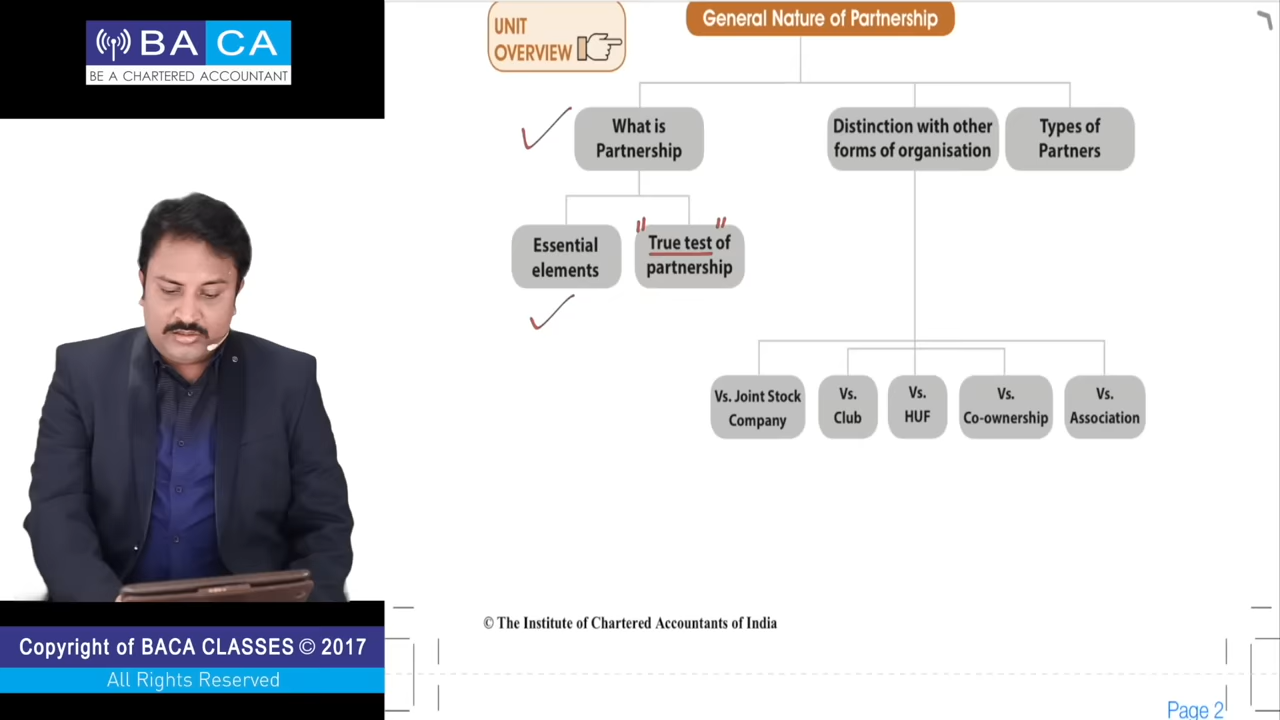 BA CA
BE A CHARTERED ACCOUNTANT
UNIT
OVERVIEW
General Nature of Partnership
What is
Partnership
Distinction with other
forms of organisation
Types of
Partners
Essential
elements
"True test of
partnership"
Vs. Joint Stock
Company
Vs.
Club
Vs.
HUF
Vs.
Co-ownership
Vs.
Association
© The Institute of Chartered Accountants of India
Copyright of BACA CLASSES © 2017
All Rights Reserved
Page 2